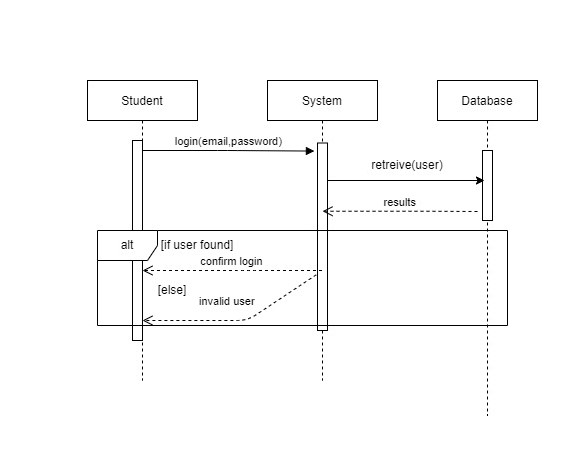 Student
System
Database
login(email,password)
retreive(user)
results
alt
[if user found]
confirm login
[else]
invalid user